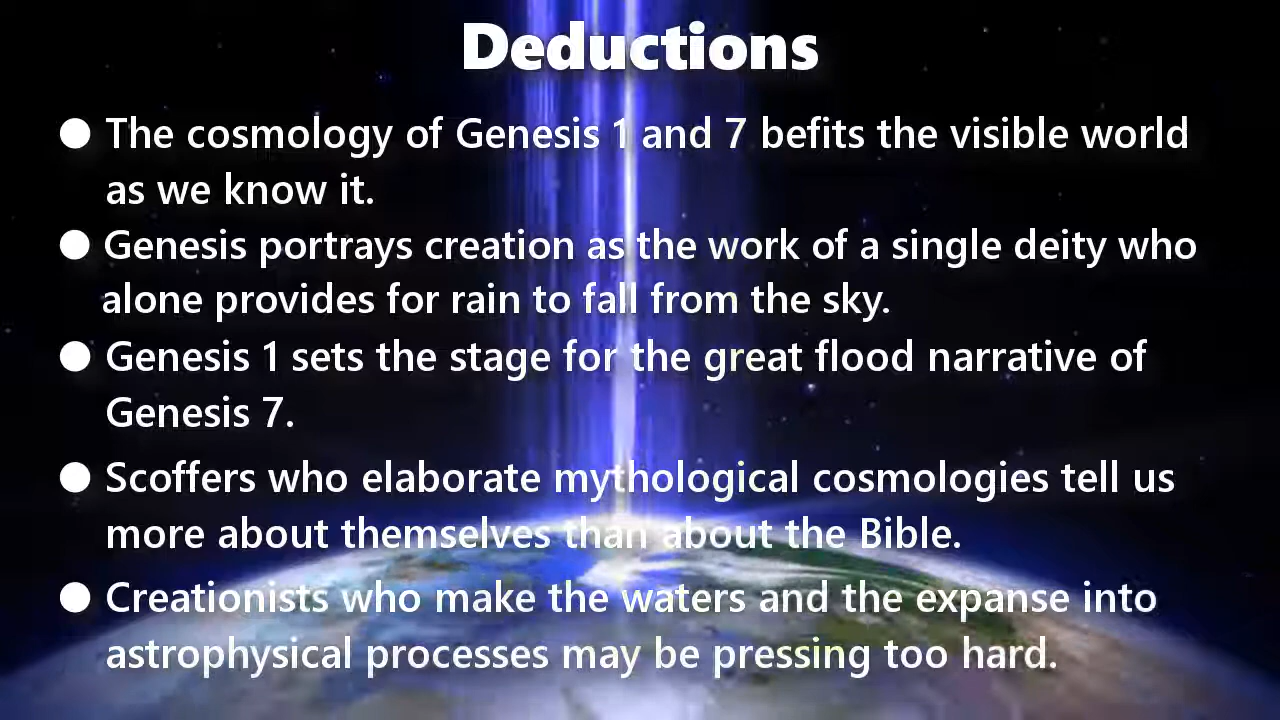 Deductions
● The cosmology of Genesis 1 and 7 befits the visible world
as we know it.
● Genesis portrays creation as the work of a single deity who
alone provides for rain to fall from the sky.
● Genesis 1 sets the stage for the great flood narrative of
Genesis 7.
● Scoffers who elaborate mythological cosmologies tell us
more about themselves than about the Bible.
● Creationists who make the waters and the expanse into
astrophysical processes may be pressing too hard.